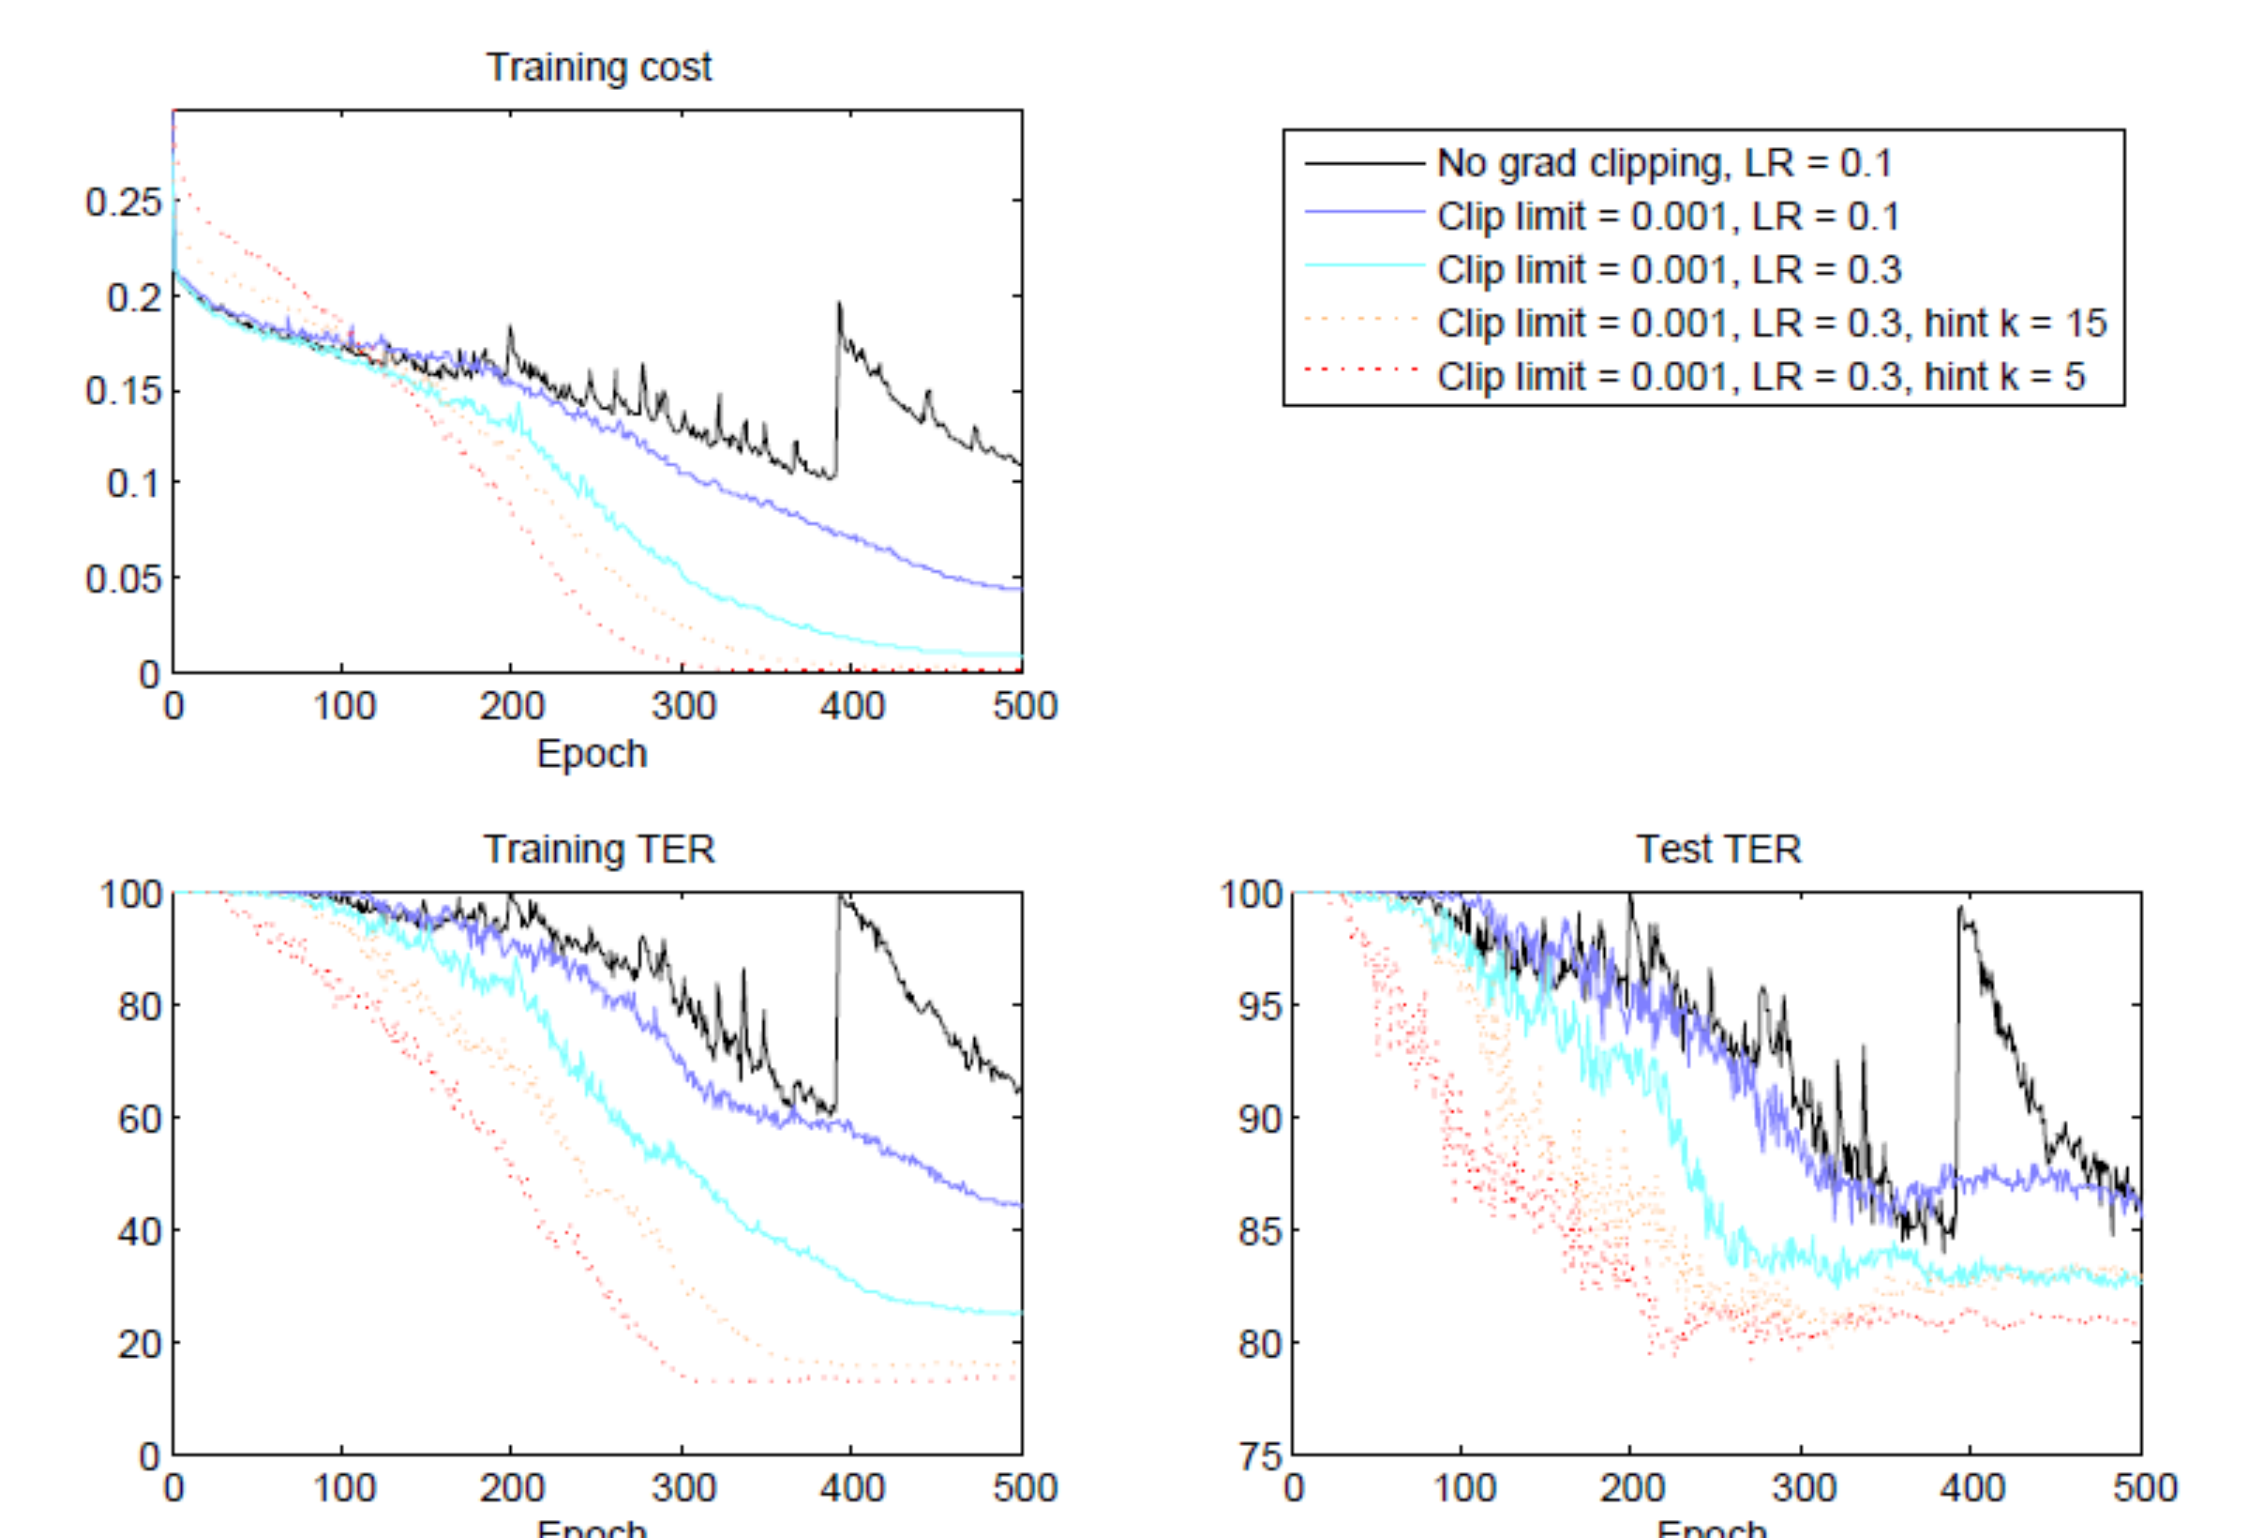 Training cost
0.25
0.2
0.15
0.1
0.05
0
0 100 200 300 400 500
Epoch
No grad clipping, LR = 0.1
Clip limit = 0.001, LR = 0.1
Clip limit = 0.001, LR = 0.3
Clip limit = 0.001, LR = 0.3, hint k = 15
Clip limit = 0.001, LR = 0.3, hint k = 5
Training TER
100
80
60
40
20
0
0 100 200 300 400 500
Epoch
Test TER
100
95
90
85
80
75
0 100 200 300 400 500
Epoch